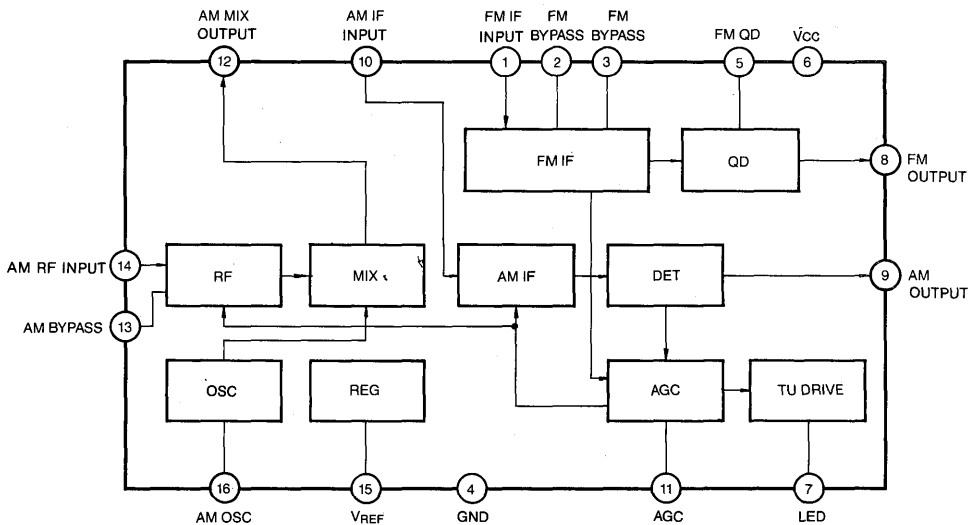 AM MIX
OUTPUT
AM IF
INPUT
FM IF
INPUT
FM
BYPASS
FM
BYPASS
FM QD
VCC
12
10
1
2
3
5
6
FM IF
QD
8
FM
OUTPUT
AM RF INPUT
14
RF
MIX
AM IF
DET
9
AM
OUTPUT
AM BYPASS
13
OSC
REG
AGC
TU DRIVE
16
15
4
11
7
AM OSC
VREF
GND
AGC
LED